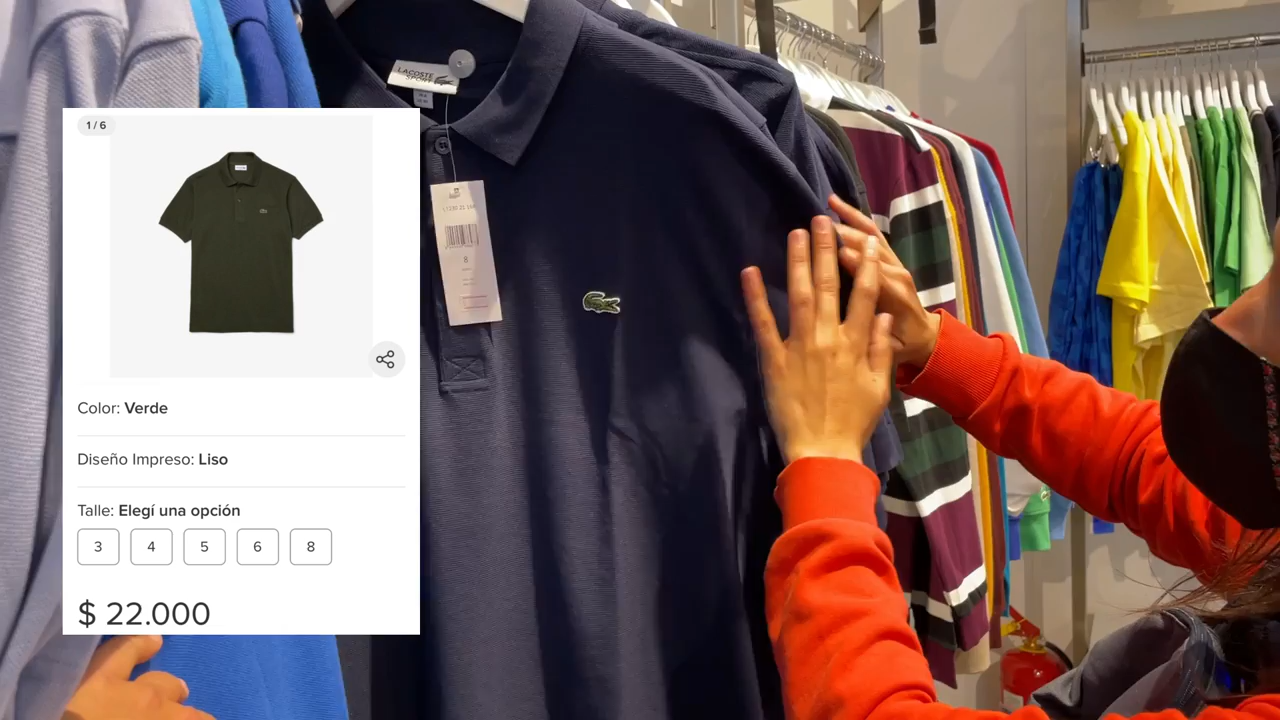 LACOSTE
SPORT
8
1 / 6
Color: Verde
Diseño Impreso: Liso
Talle: Elegí una opción
3 4 5 6 8
$ 22.000